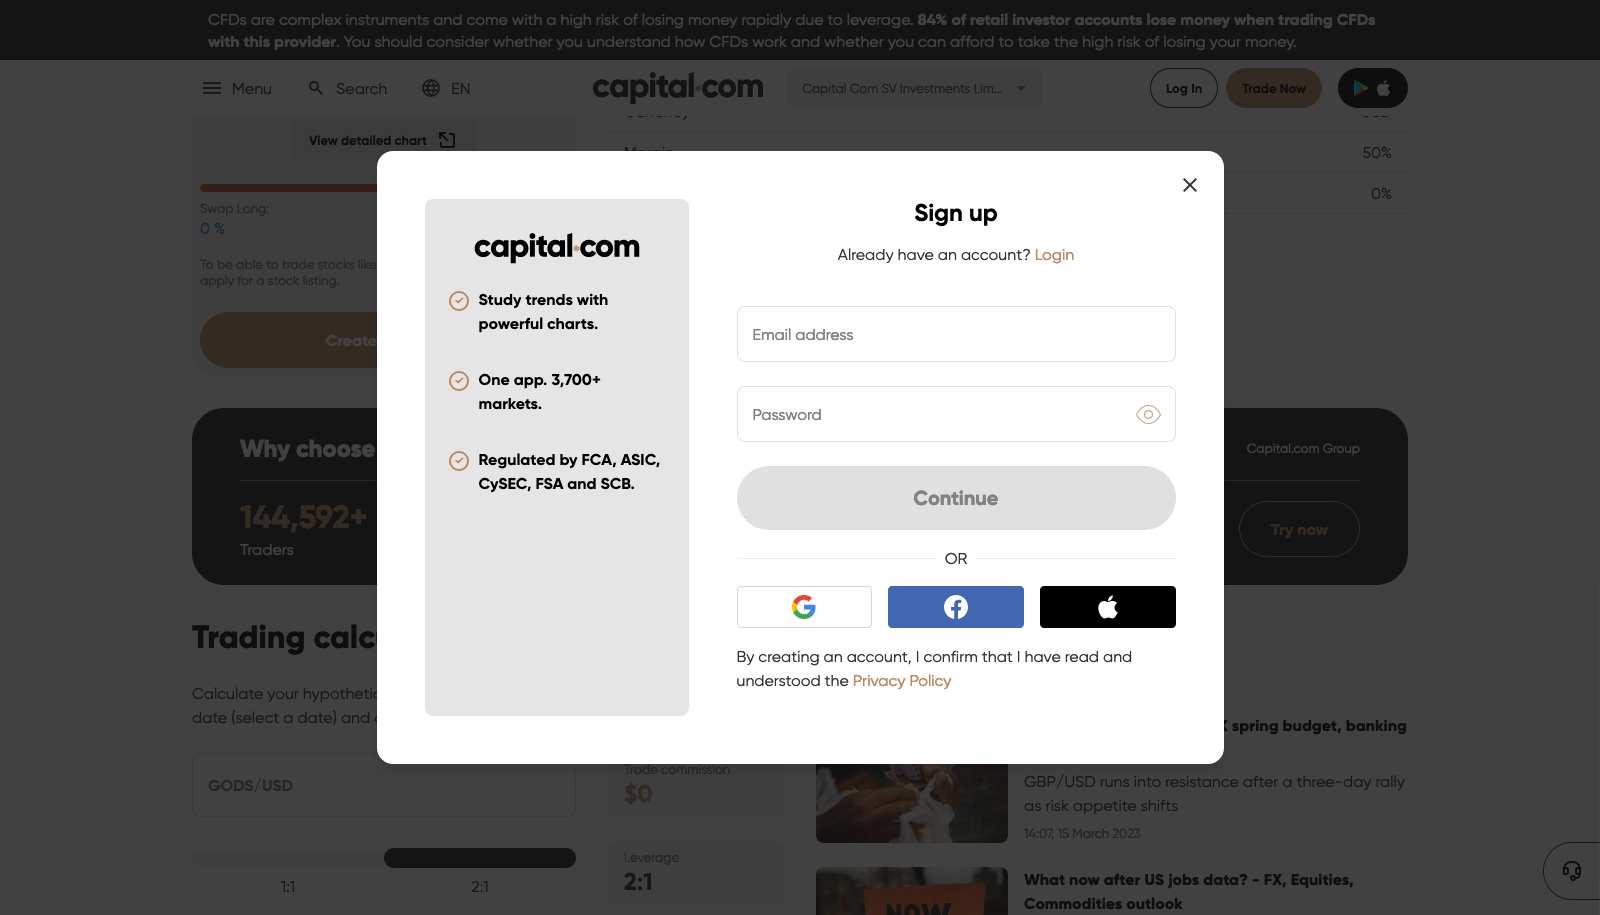 CFDs are complex instruments and come with a high risk of losing money rapidly due to leverage. 84% of retail investor accounts lose money when trading CFDs
with this provider. You should consider whether you understand how CFDs work and whether you can afford to take the high risk of losing your money.
Menu
Search
EN
capital.com
Capital Com SV Investments Lim...
Log In
Trade Now
View detailed chart
Currency
USD
Margin
50%
0%
Swap Long:
0 %
To be able to trade stocks like
apply for a stock listing.
Create
Why choose
Capital.com Group
144,592+
Traders
Try now
Trading calc
Calculate your hypothetic
date (select a date) and
GODS/USD
1:1
2:1
Trade commission
$0
Leverage
2:1
spring budget, banking
GBP/USD runs into resistance after a three-day rally
as risk appetite shifts
14:07, 15 March 2023
NOW
What now after US jobs data? - FX, Equities,
Commodities outlook
capital.com
Study trends with
powerful charts.
One app. 3,700+
markets.
Regulated by FCA, ASIC,
CySEC, FSA and SCB.
Sign up
Already have an account? Login
Email address
Password
Continue
OR
By creating an account, I confirm that I have read and
understood the Privacy Policy